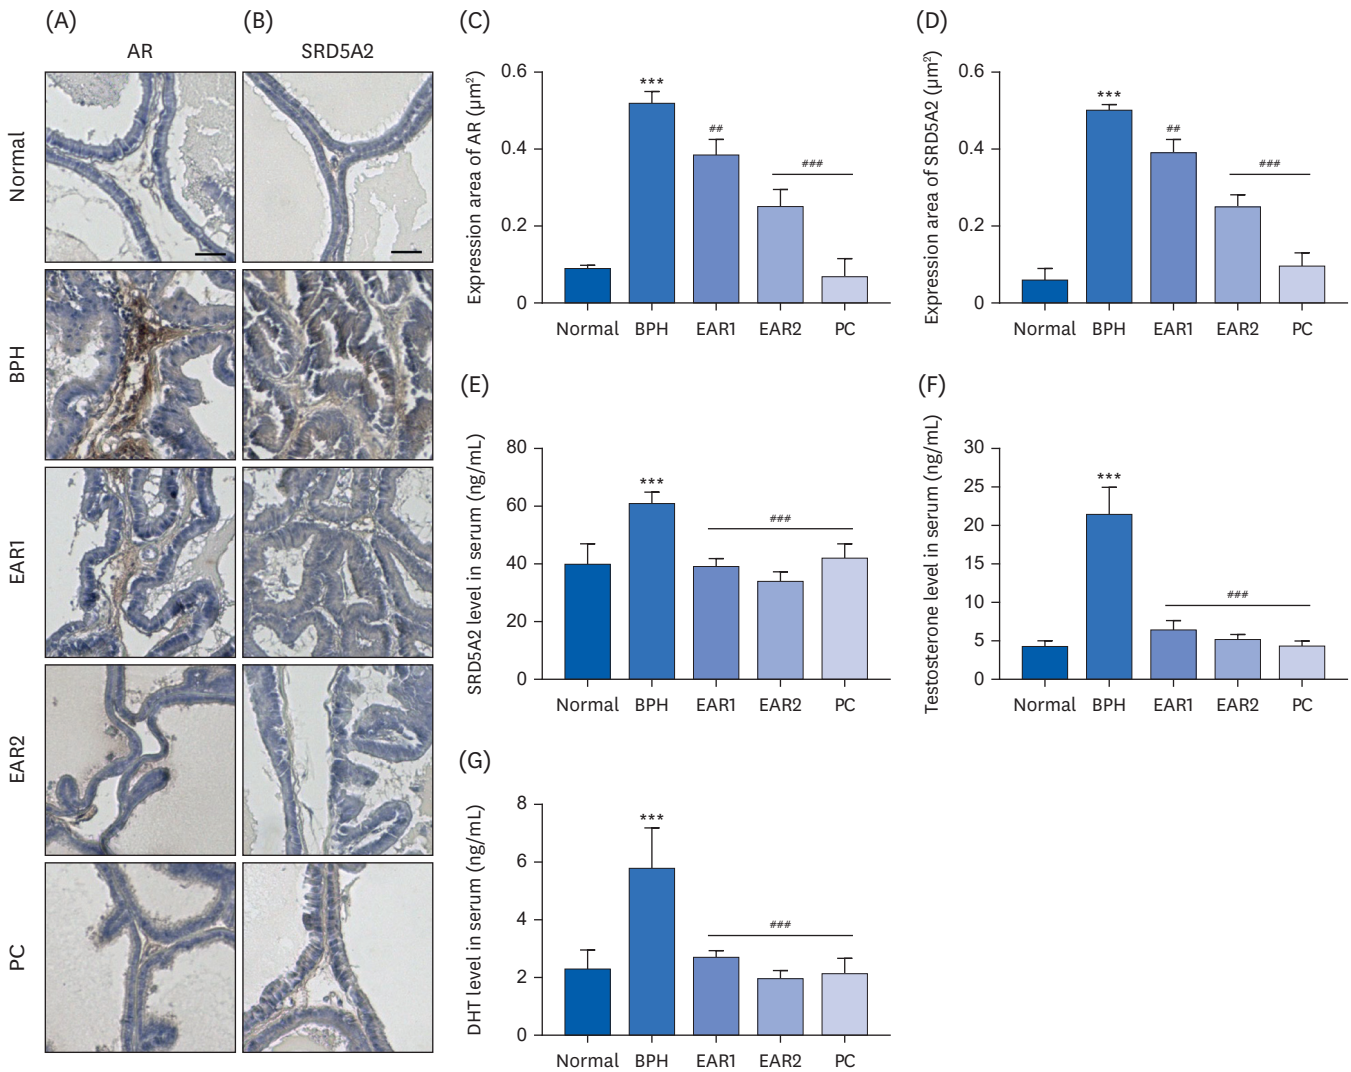 (A)
(B)
AR
SRD5A2
Normal
BPH
EAR1
EAR2
PC
(C)
Expression area of AR (μm²)
0.6
0.4
0.2
0
***
##
###
Normal BPH EAR1 EAR2 PC
(D)
Expression area of SRD5A2 (μm²)
0.6
0.4
0.2
0
***
##
###
Normal BPH EAR1 EAR2 PC
(E)
SRD5A2 level in serum (ng/mL)
80
60
40
20
0
***
###
Normal BPH EAR1 EAR2 PC
(F)
Testosterone level in serum (ng/mL)
30
25
20
15
10
5
0
***
###
Normal BPH EAR1 EAR2 PC
(G)
DHT level in serum (ng/mL)
8
6
4
2
0
***
###
Normal BPH EAR1 EAR2 PC